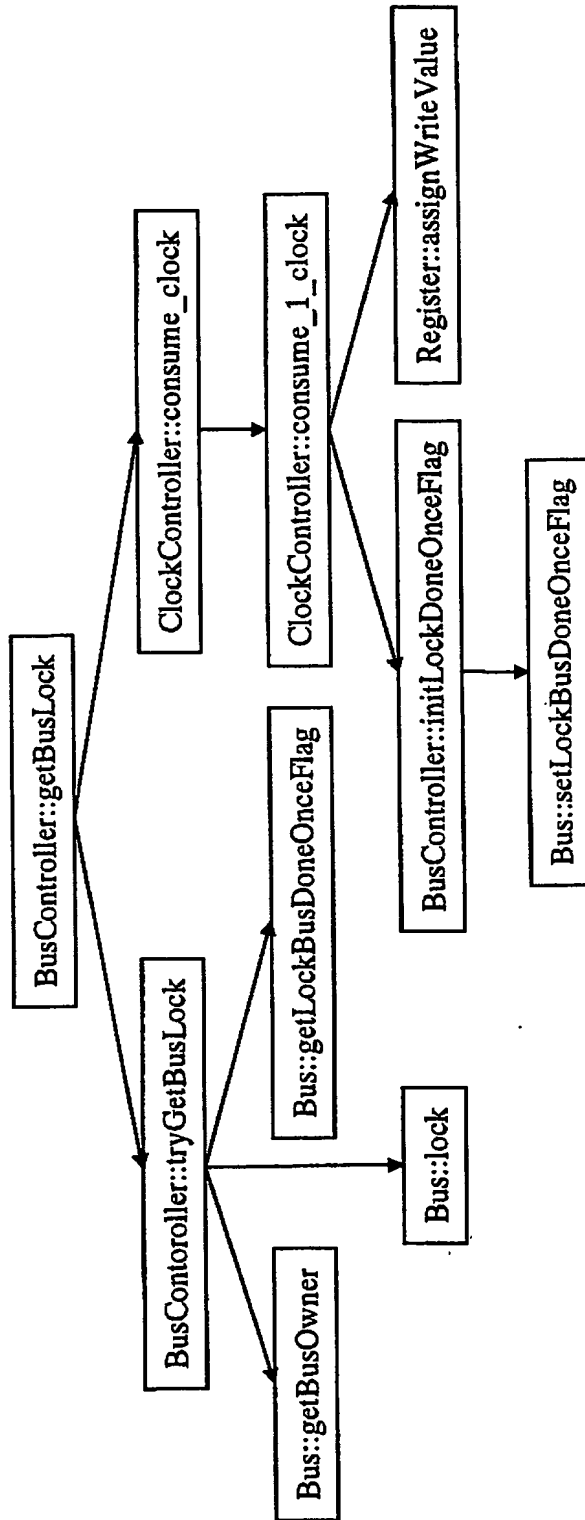 BusController::getBusLock
BusContoroller::tryGetBusLock
ClockController::consume_clock
Bus::getBusOwner
Bus::getLockBusDoneOnceFlag
ClockController::consume_1_clock
Bus::lock
BusController::initLockDoneOnceFlag
Register::assignWriteValue
Bus::setLockBusDoneOnceFlag